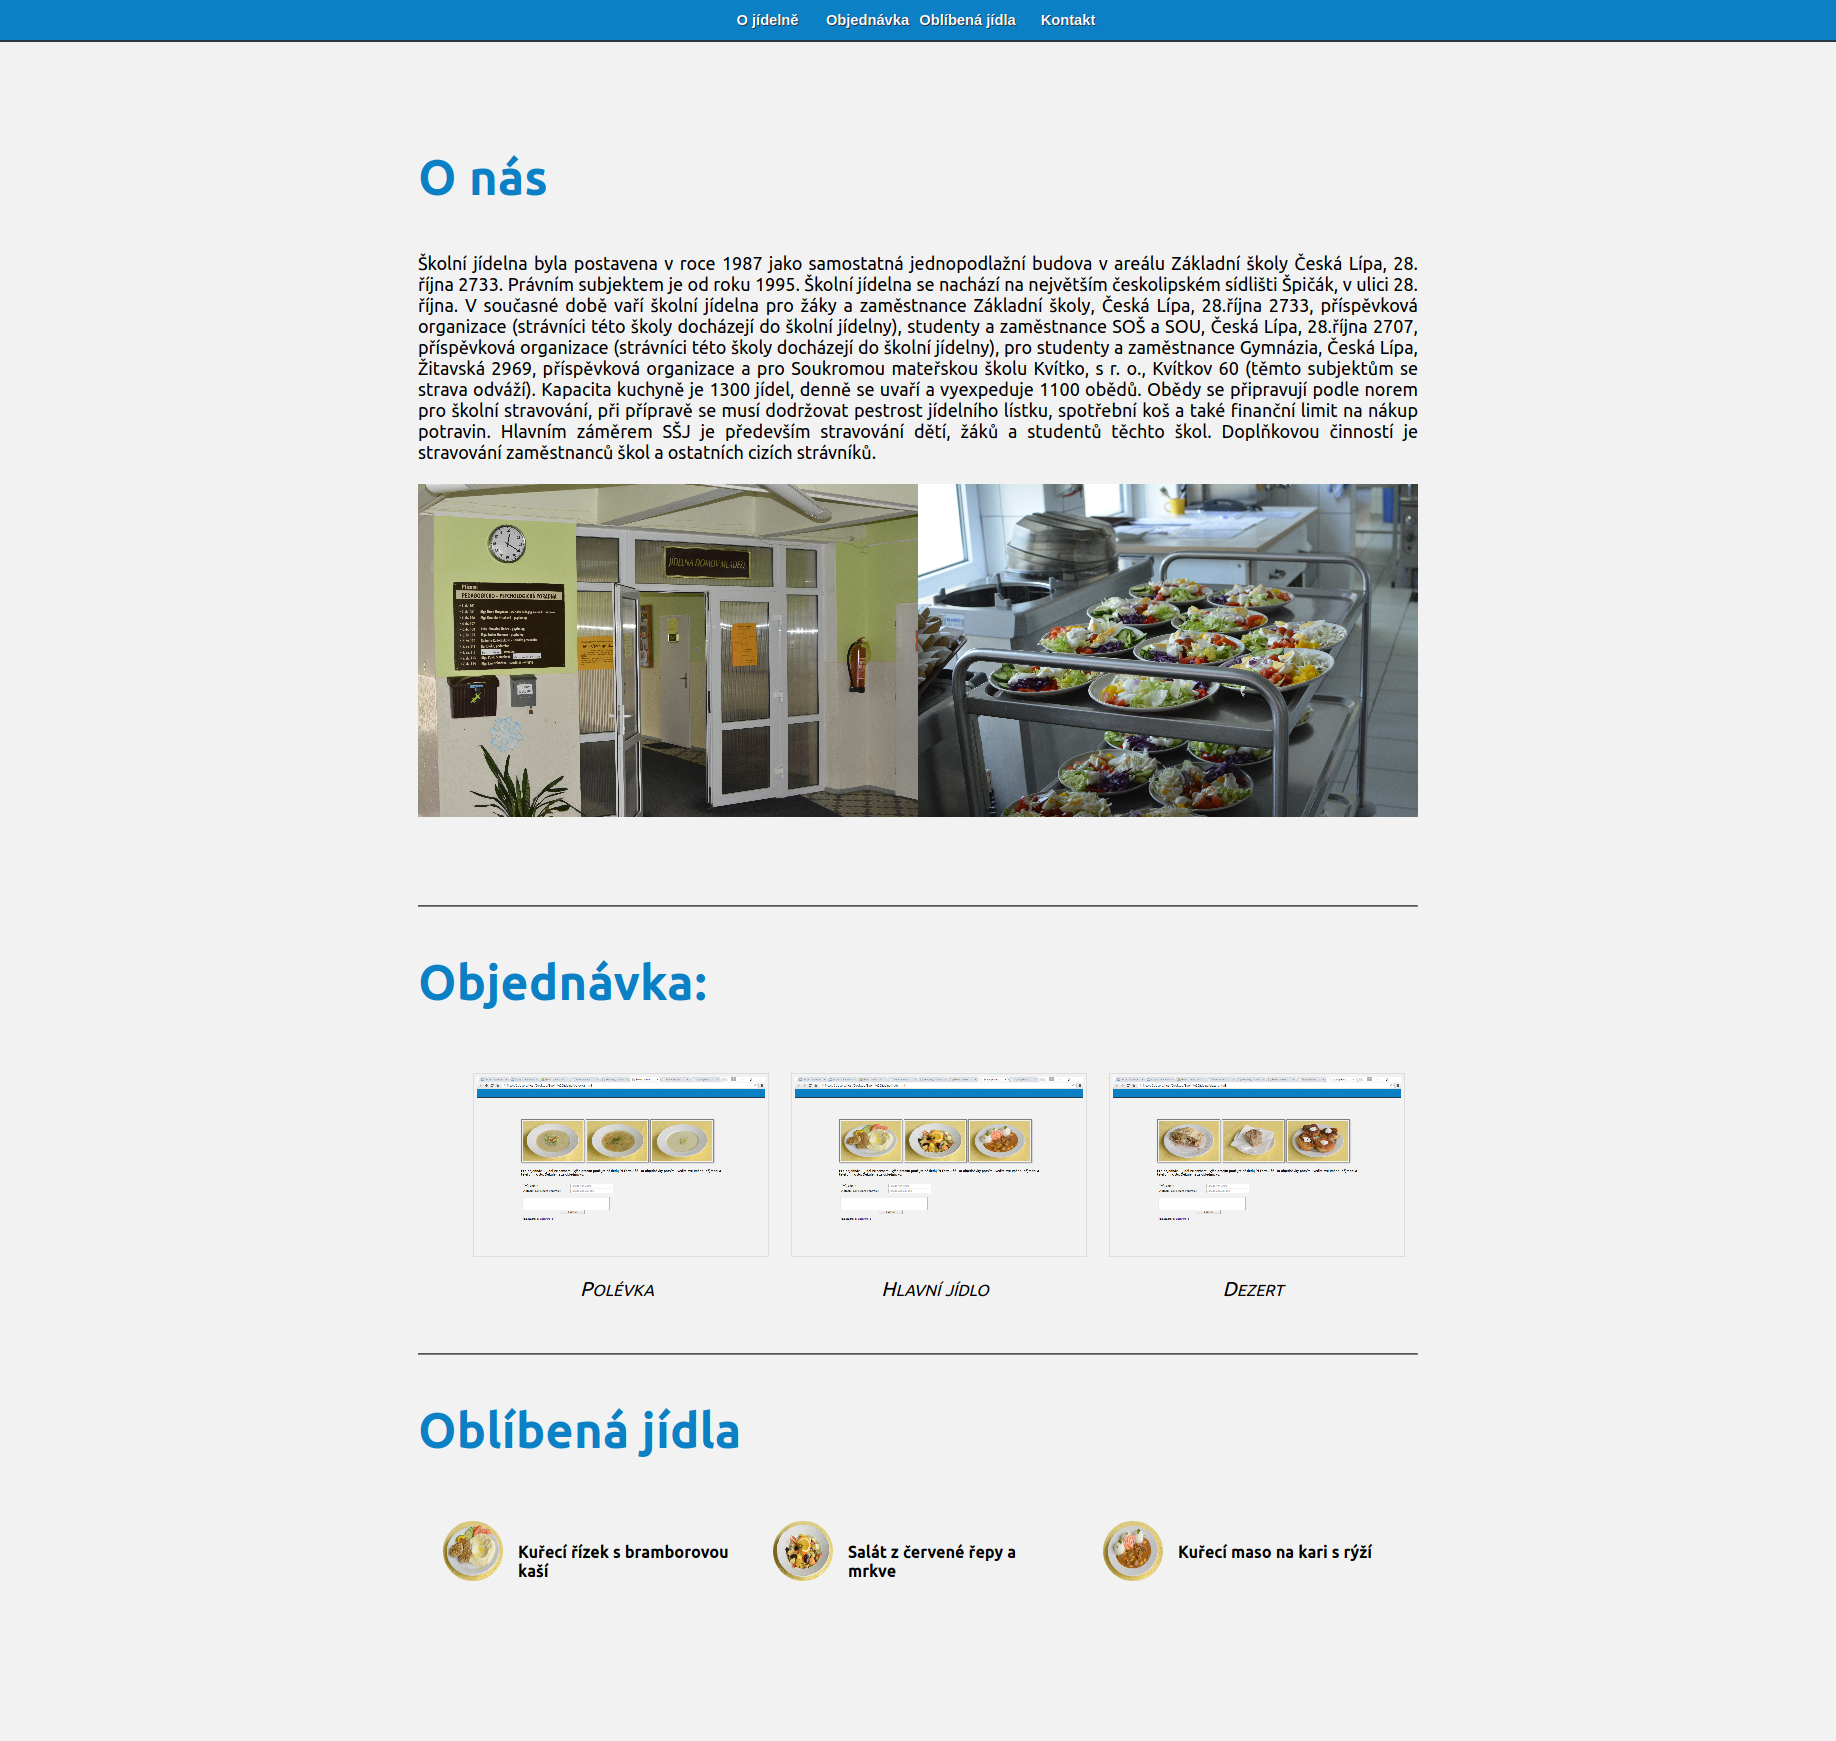 O jídelně Objednávka Oblíbená jídla Kontakt
O nás
Školní jídelna byla postavena v roce 1987 jako samostatná jednopodlažní budova v areálu Základní školy Česká Lípa, 28.
října 2733. Právním subjektem je od roku 1995. Školní jídelna se nachází na největším českolipském sídlišti Špičák, v ulici 28.
října. V současné době vaří školní jídelna pro žáky a zaměstnance Základní školy, Česká Lípa, 28.října 2733, příspěvková
organizace (strávníci této školy docházejí do školní jídelny), studenty a zaměstnance SOŠ a SOU, Česká Lípa, 28.října 2707,
příspěvková organizace (strávníci této školy docházejí do školní jídelny), pro studenty a zaměstnance Gymnázia, Česká Lípa,
Žitavská 2969, příspěvková organizace a pro Soukromou mateřskou školu Kvítko, s r. o., Kvítkov 60 (těmto subjektům se
strava odváží). Kapacita kuchyně je 1300 jídel, denně se uvaří a vyexpeduje 1100 obědů. Obědy se připravují podle norem
pro školní stravování, při přípravě se musí dodržovat pestrost jídelního lístku, spotřební koš a také finanční limit na nákup
potravin. Hlavním záměrem SŠJ je především stravování dětí, žáků a studentů těchto škol. Doplňkovou činností je
stravování zaměstnanců škol a ostatních cizích strávníků.
JÍDELNA DOMOV MLÁDEŽE
PEDAGOGICKO - PSYCHOLOGICKÁ PORADNA
Objednávka:
Polévka
Hlavní jídlo
Dezert
Oblíbená jídla
Kuřecí řízek s bramborovou
kaší
Salát z červené řepy a
mrkve
Kuřecí maso na kari s rýží